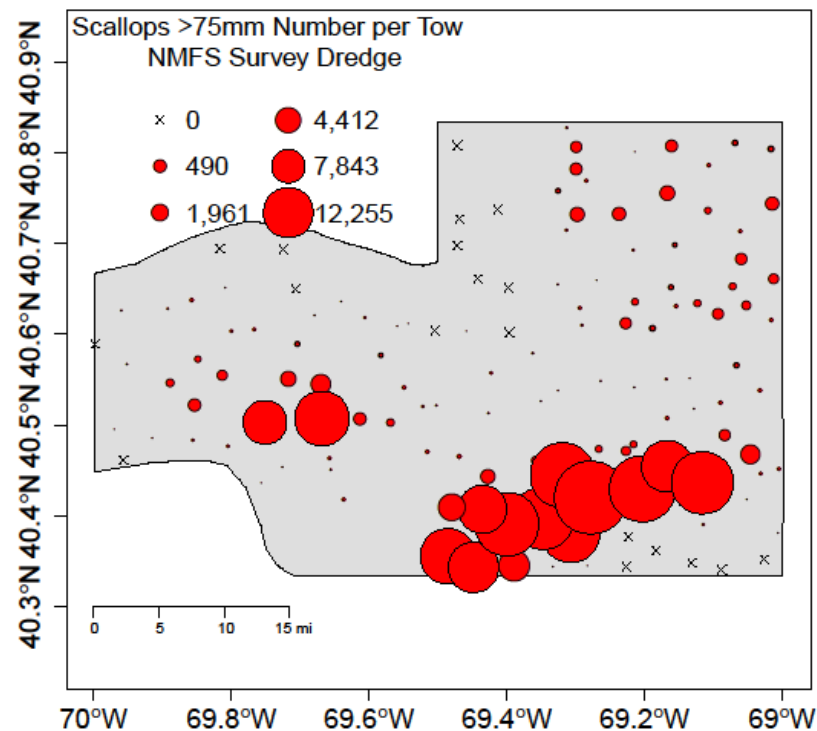 Scallops >75mm Number per Tow
NMFS Survey Dredge
0 4,412
490 7,843
1,961 12,255
40.9°N
40.8°N
40.7°N
40.6°N
40.5°N
40.4°N
40.3°N
0 5 10 15 mi
70°W 69.8°W 69.6°W 69.4°W 69.2°W 69°W